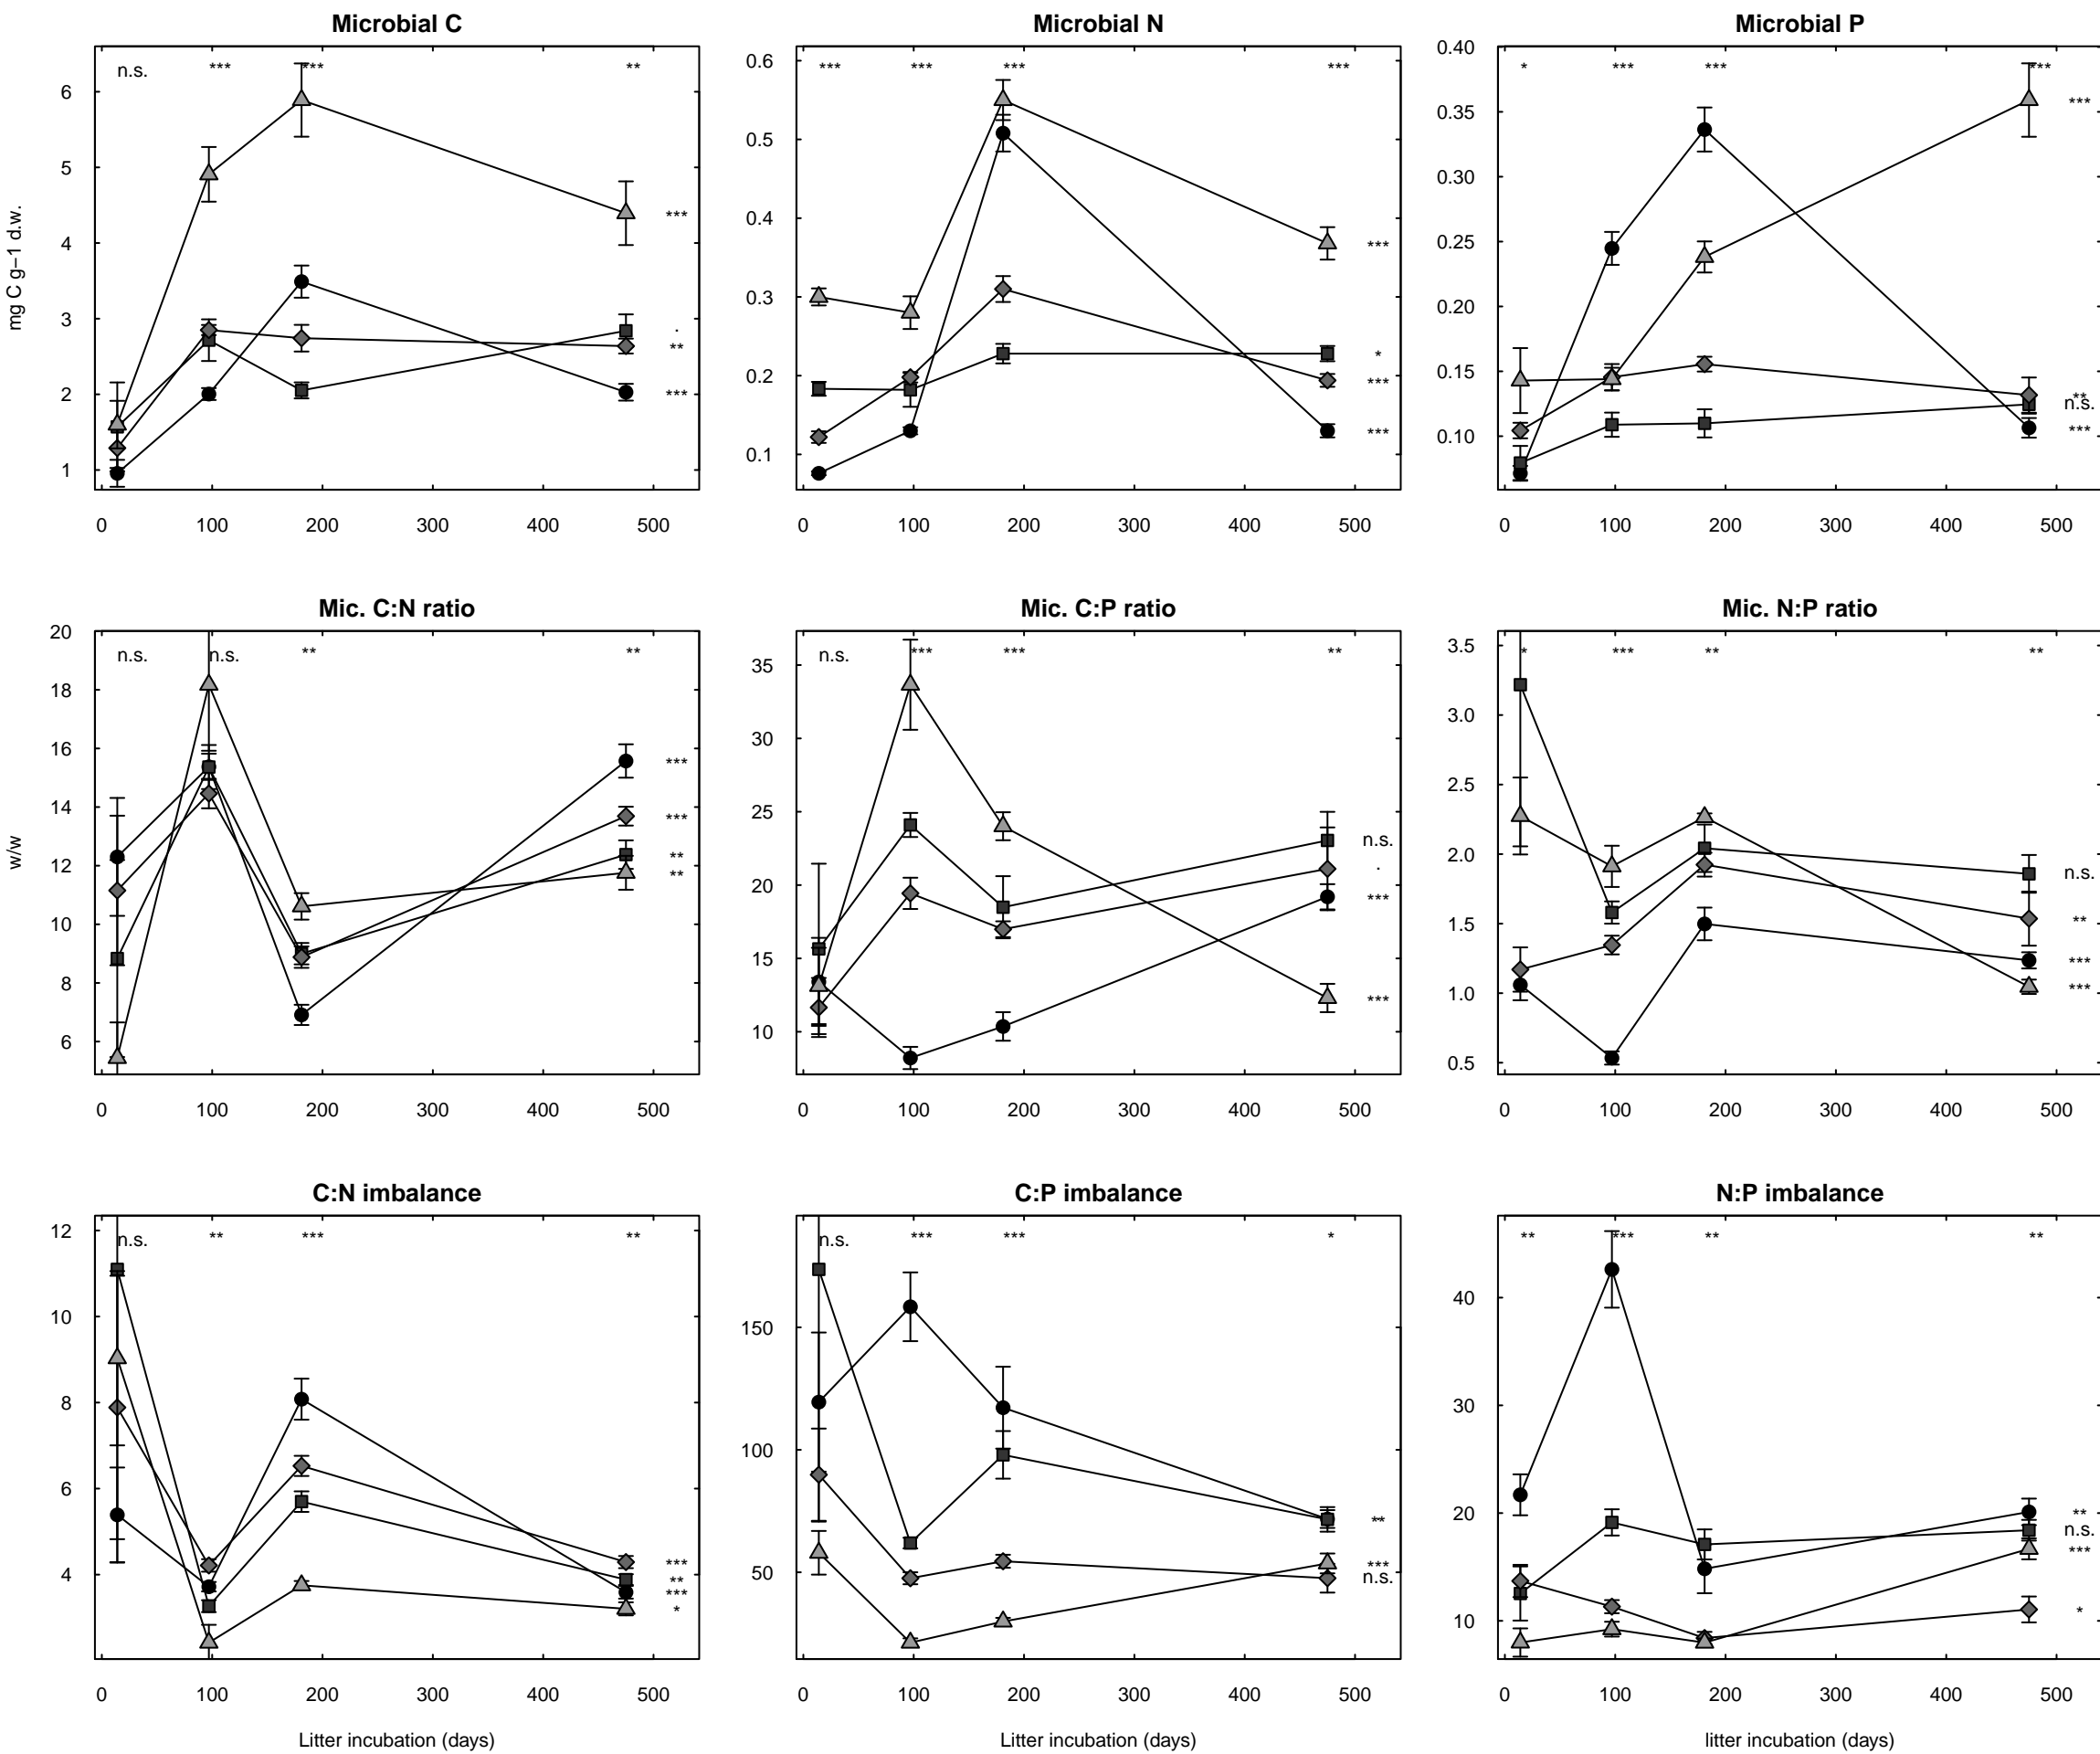 Microbial C
Microbial N
Microbial P
mg C g−1 d.w.
6
5
4
3
2
1
n.s. *** *** **
***
.
**
***
0 100 200 300 400 500
0.6
0.5
0.4
0.3
0.2
0.1
*** *** *** ***
***
*
***
***
0 100 200 300 400 500
0.40
0.35
0.30
0.25
0.20
0.15
0.10
* *** *** ***
***
**
n.s.
***
0 100 200 300 400 500
Mic. C:N ratio
Mic. C:P ratio
Mic. N:P ratio
w/w
20
18
16
14
12
10
8
6
n.s. n.s. ** **
***
***
**
**
0 100 200 300 400 500
35
30
25
20
15
10
n.s. *** *** **
n.s.
.
***
***
0 100 200 300 400 500
3.5
3.0
2.5
2.0
1.5
1.0
0.5
* *** ** **
n.s.
**
***
***
0 100 200 300 400 500
C:N imbalance
C:P imbalance
N:P imbalance
12
10
8
6
4
n.s. ** *** **
***
**
***
*
0 100 200 300 400 500
Litter incubation (days)
150
100
50
n.s. *** *** *
**
***
n.s.
0 100 200 300 400 500
Litter incubation (days)
40
30
20
10
** *** ** **
**
n.s.
***
*
0 100 200 300 400 500
litter incubation (days)